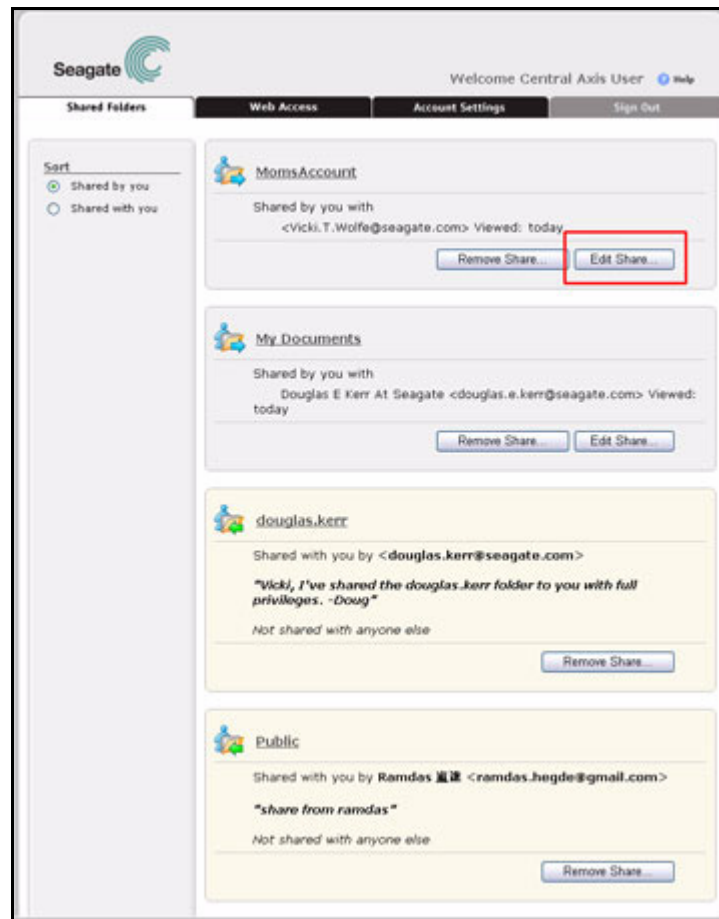 Seagate
Welcome Central Axis User
Help
Shared Folders
Web Access
Account Settings
Sign Out
Sort
Shared by you
Shared with you
MomsAccount
Shared by you with
<Vicki.T.Wolfe@seagate.com> Viewed: today
Remove Share...
Edit Share...
My Documents
Shared by you with
Douglas E Kerr At Seagate <douglas.e.kerr@seagate.com> Viewed:
today
Remove Share...
Edit Share...
douglas.kerr
Shared with you by <douglas.kerr@seagate.com>
"Vicki, I've shared the douglas.kerr folder to you with full
privileges. -Doug"
Not shared with anyone else
Remove Share...
Public
Shared with you by Ramdas <ramdas.hegde@gmail.com>
"share from ramdas"
Not shared with anyone else
Remove Share...